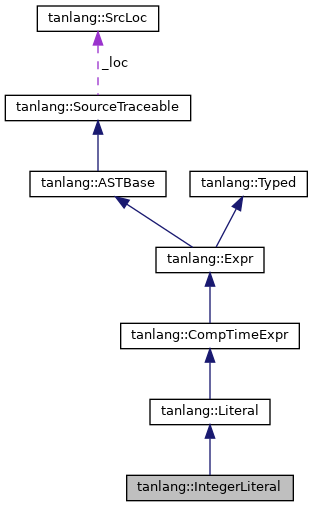 tanlang::SrcLoc
_loc
tanlang::SourceTraceable
tanlang::ASTBase
tanlang::Typed
tanlang::Expr
tanlang::CompTimeExpr
tanlang::Literal
tanlang::IntegerLiteral